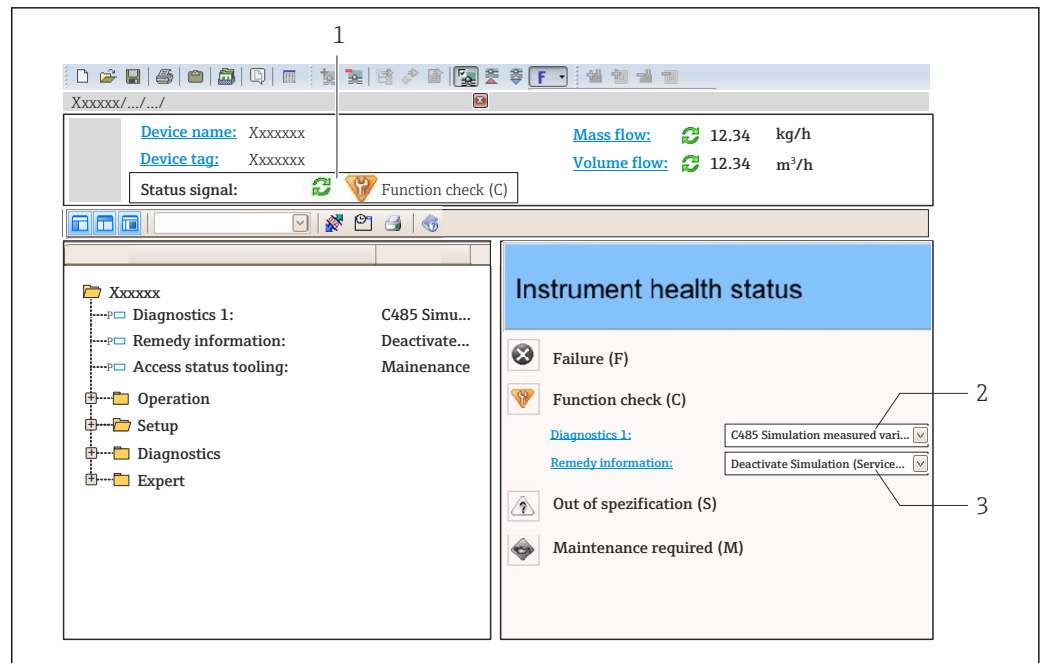 1
F
Xxxxxx/.../.../
Device name: Xxxxxxx
Mass flow: 12.34 kg/h
Device tag: Xxxxxxx
Volume flow: 12.34 m³/h
Status signal: Function check (C)
Xxxxxx
P Diagnostics 1: C485 Simu...
P Remedy information: Deactivate...
P Access status tooling: Mainenance
Operation
Setup
Diagnostics
Expert
Instrument health status
Failure (F)
Function check (C)
2
Diagnostics 1: C485 Simulation measured vari...
Remedy information: Deactivate Simulation (Service...
Out of spezification (S)
3
Maintenance required (M)